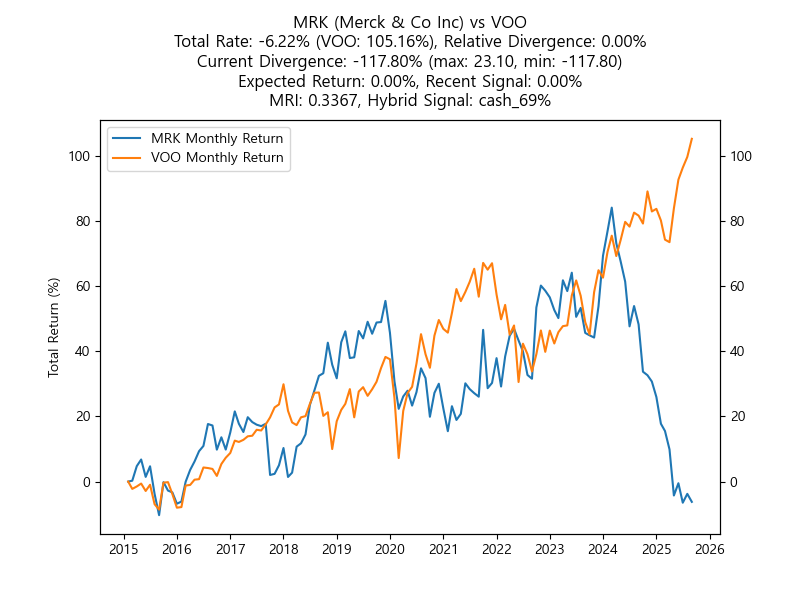 MRK (Merck & Co Inc) vs VOO
Total Rate: -6.22% (VOO: 105.16%), Relative Divergence: 0.00%
Current Divergence: -117.80% (max: 23.10, min: -117.80)
Expected Return: 0.00%, Recent Signal: 0.00%
MRI: 0.3367, Hybrid Signal: cash_69%
MRK Monthly Return
VOO Monthly Return
Total Return (%)
100
80
60
40
20
0
100
80
60
40
20
0
2015 2016 2017 2018 2019 2020 2021 2022 2023 2024 2025 2026